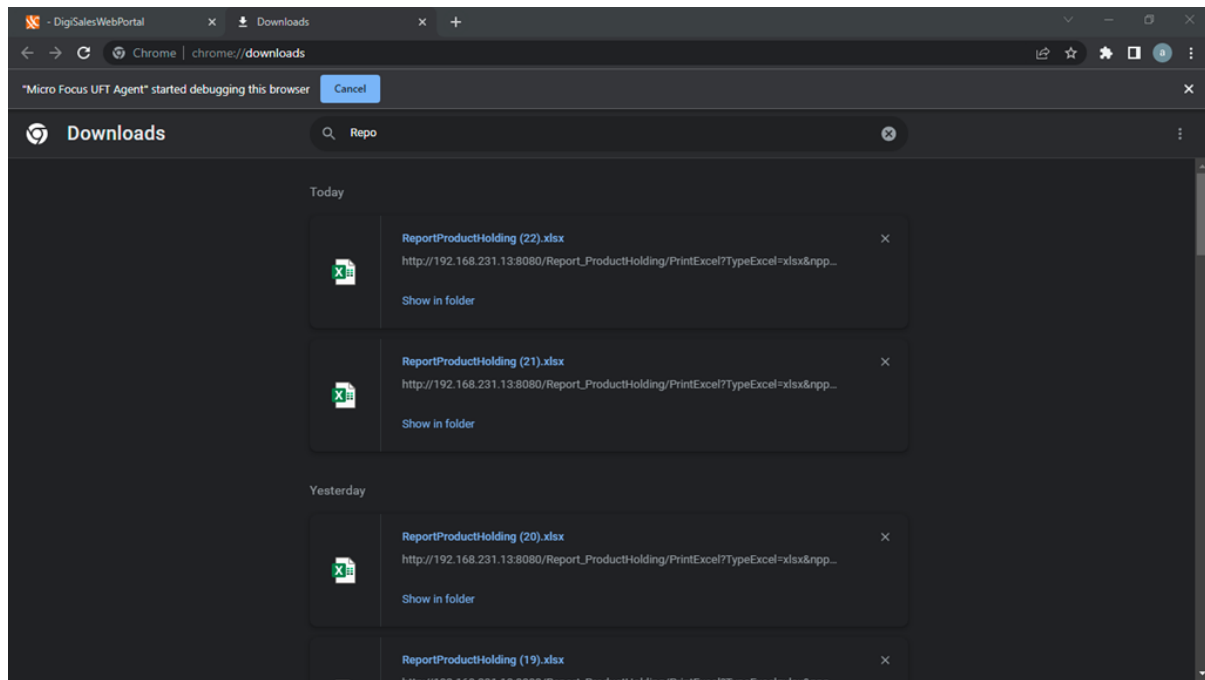 - DigiSalesWebPortal
Downloads
Chrome | chrome://downloads
a
"Micro Focus UFT Agent" started debugging this browser
Cancel
Downloads
Repo
Today
ReportProductHolding (22).xlsx
http://192.168.231.13:8080/Report_ProductHolding/PrintExcel?TypeExcel=xlsx&npp...
Show in folder
ReportProductHolding (21).xlsx
http://192.168.231.13:8080/Report_ProductHolding/PrintExcel?TypeExcel=xlsx&npp...
Show in folder
Yesterday
ReportProductHolding (20).xlsx
http://192.168.231.13:8080/Report_ProductHolding/PrintExcel?TypeExcel=xlsx&npp...
Show in folder
ReportProductHolding (19).xlsx